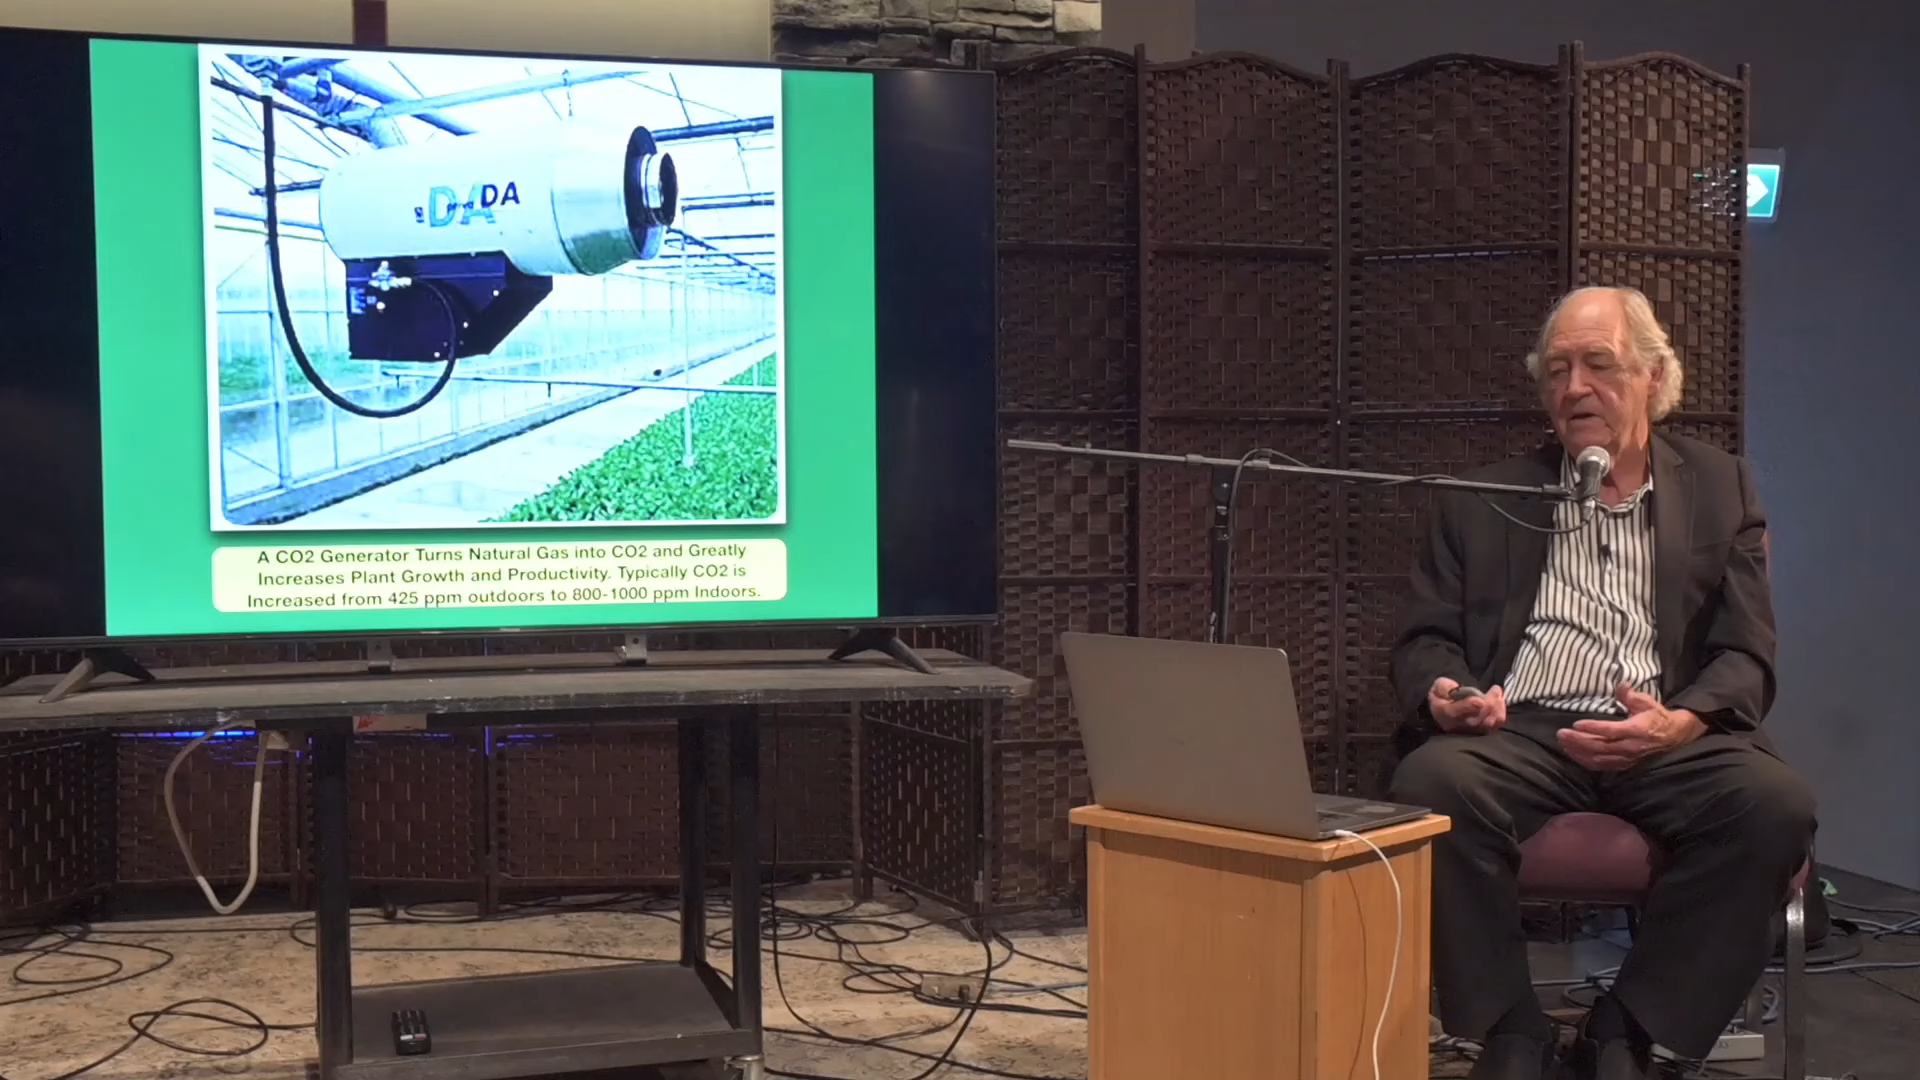 DA
A CO2 Generator Turns Natural Gas into CO2 and Greatly
Increases Plant Growth and Productivity. Typically CO2 is
Increased from 425 ppm outdoors to 800-1000 ppm Indoors.